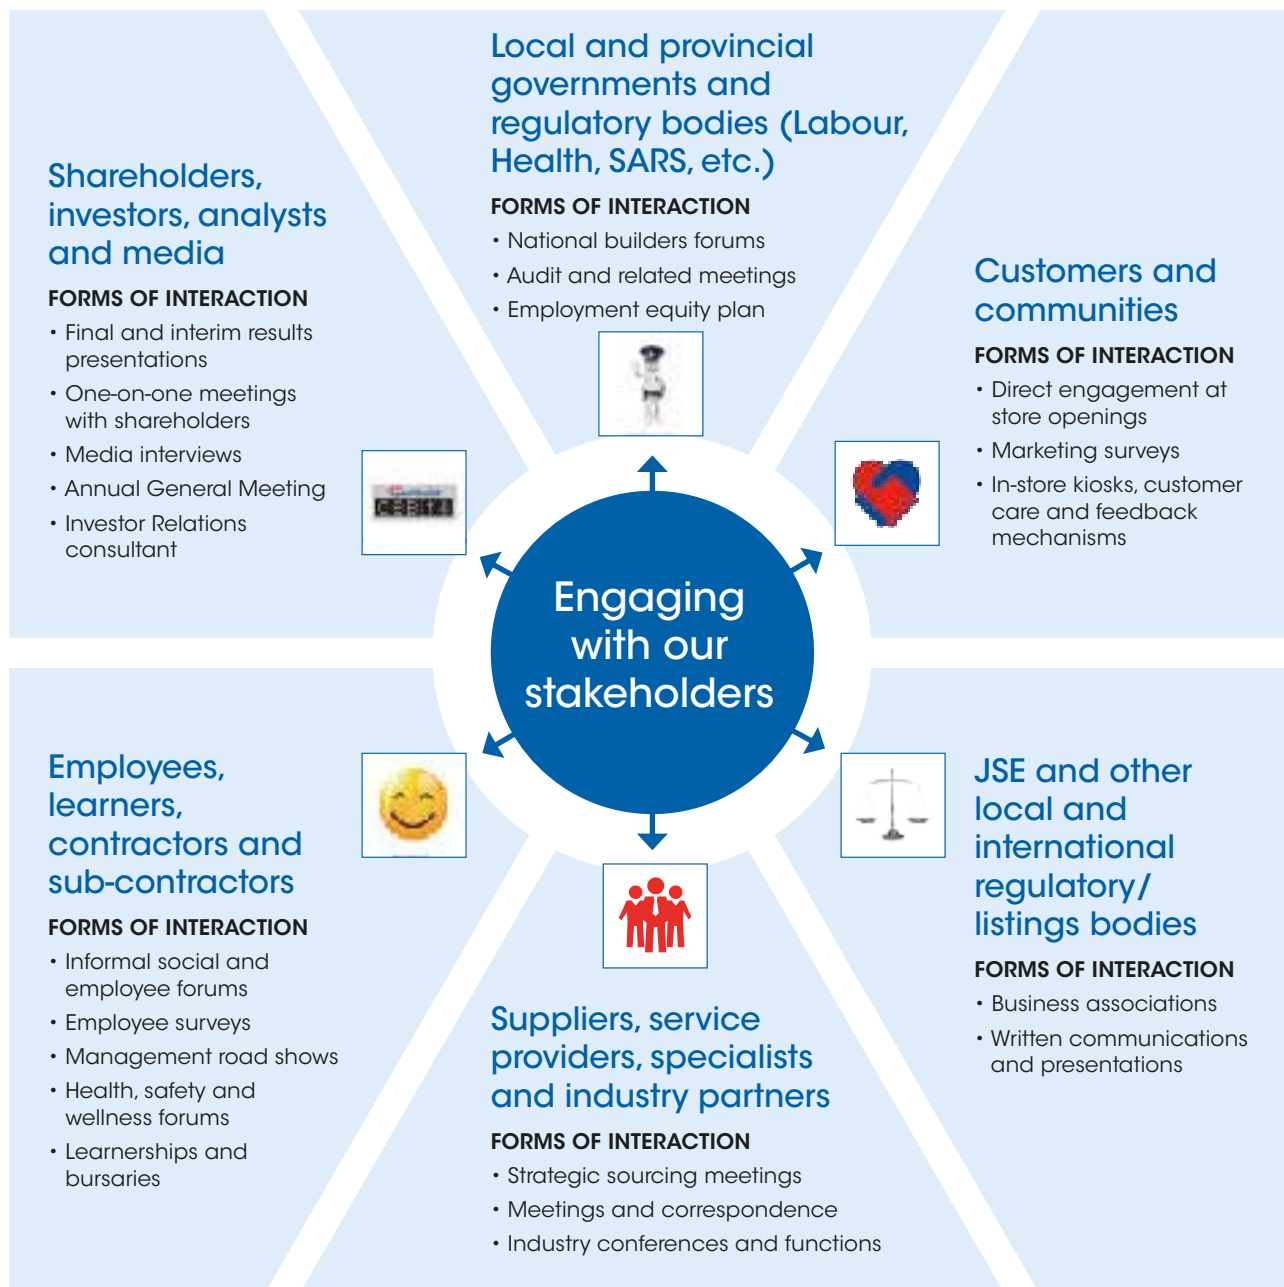 Local and provincial
governments and
regulatory bodies (Labour,
Health, SARS, etc.)
FORMS OF INTERACTION
• National builders forums
• Audit and related meetings
• Employment equity plan
Shareholders,
investors, analysts
and media
FORMS OF INTERACTION
• Final and interim results
presentations
• One-on-one meetings
with shareholders
• Media interviews
• Annual General Meeting
• Investor Relations
consultant
Customers and
communities
FORMS OF INTERACTION
• Direct engagement at
store openings
• Marketing surveys
• In-store kiosks, customer
care and feedback
mechanisms
Engaging
with our
stakeholders
Employees,
learners,
contractors and
sub-contractors
FORMS OF INTERACTION
• Informal social and
employee forums
• Employee surveys
• Management road shows
• Health, safety and
wellness forums
• Learnerships and
bursaries
Suppliers, service
providers, specialists
and industry partners
FORMS OF INTERACTION
• Strategic sourcing meetings
• Meetings and correspondence
• Industry conferences and functions
JSE and other
local and
international
regulatory/
listings bodies
FORMS OF INTERACTION
• Business associations
• Written communications
and presentations